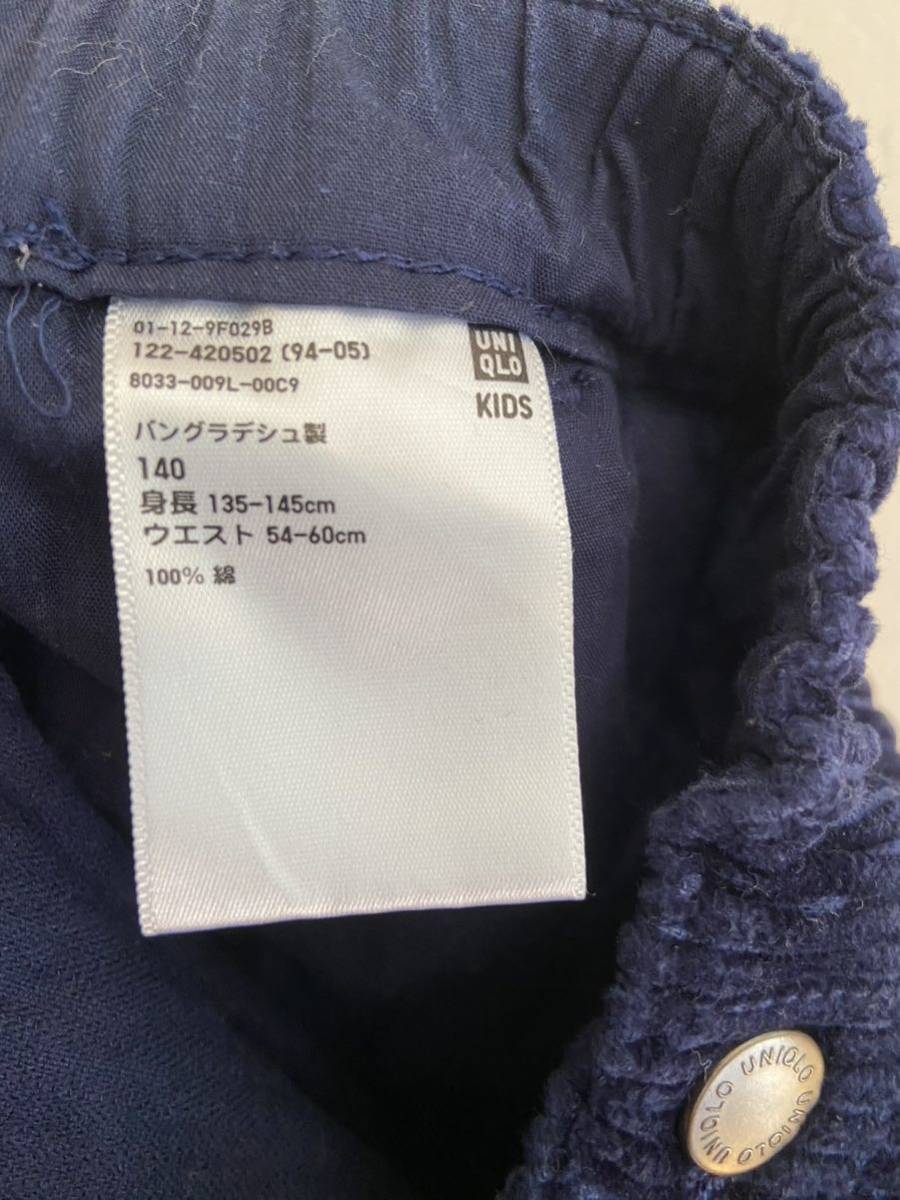 01-12-9F029B
122-420502 (94-05)
8033-009L-00C9
UNI
QLO
KIDS
バングラデシュ製
140
身長 135-145cm
ウエスト 54-60cm
100% 綿
UNIQLO UNIQLO UNIQLO